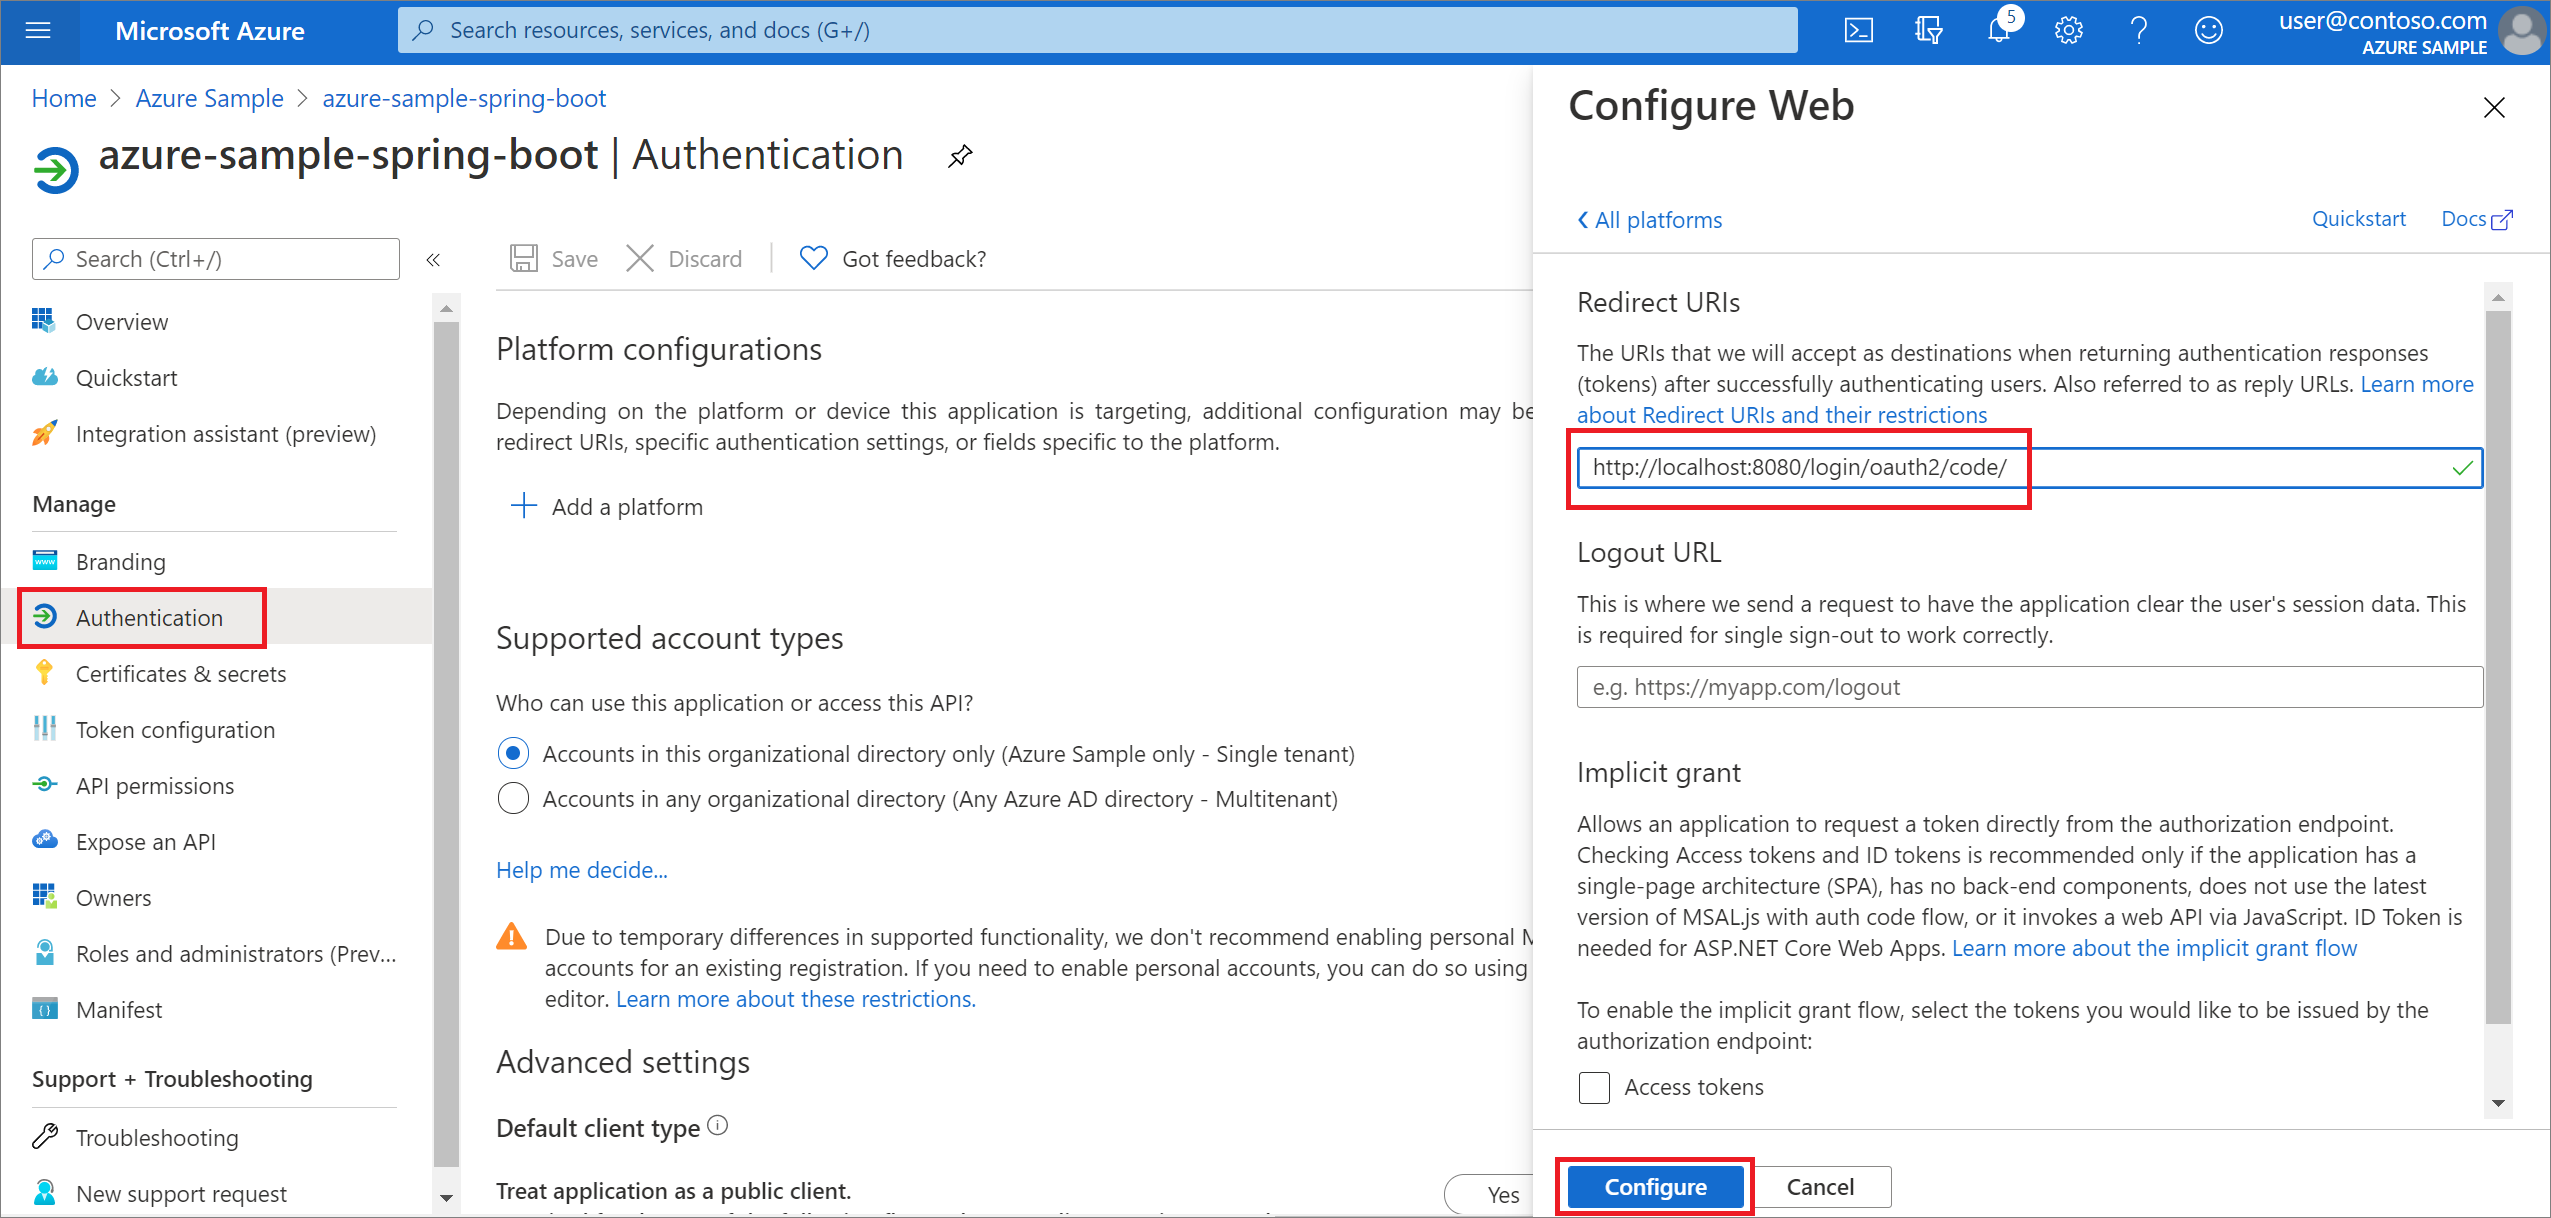 Microsoft Azure
Search resources, services, and docs (G+/)
5
user@contoso.com
AZURE SAMPLE
Home > Azure Sample > azure-sample-spring-boot
azure-sample-spring-boot | Authentication
Search (Ctrl+/)
«
Overview
Quickstart
Integration assistant (preview)
Manage
Branding
Authentication
Certificates & secrets
Token configuration
API permissions
Expose an API
Owners
Roles and administrators (Prev...
Manifest
Support + Troubleshooting
Troubleshooting
New support request
Save
Discard
Got feedback?
Platform configurations
Depending on the platform or device this application is targeting, additional configuration may be
redirect URIs, specific authentication settings, or fields specific to the platform.
Add a platform
Supported account types
Who can use this application or access this API?
Accounts in this organizational directory only (Azure Sample only - Single tenant)
Accounts in any organizational directory (Any Azure AD directory - Multitenant)
Help me decide...
Due to temporary differences in supported functionality, we don't recommend enabling personal M
accounts for an existing registration. If you need to enable personal accounts, you can do so using
editor. Learn more about these restrictions.
Advanced settings
Default client type
Treat application as a public client.
Yes
Configure Web
All platforms
Quickstart
Docs
Redirect URIs
The URIs that we will accept as destinations when returning authentication responses
(tokens) after successfully authenticating users. Also referred to as reply URLs. Learn more
about Redirect URIs and their restrictions
http://localhost:8080/login/oauth2/code/
Logout URL
This is where we send a request to have the application clear the user's session data. This
is required for single sign-out to work correctly.
e.g. https://myapp.com/logout
Implicit grant
Allows an application to request a token directly from the authorization endpoint.
Checking Access tokens and ID tokens is recommended only if the application has a
single-page architecture (SPA), has no back-end components, does not use the latest
version of MSAL.js with auth code flow, or it invokes a web API via JavaScript. ID Token is
needed for ASP.NET Core Web Apps. Learn more about the implicit grant flow
To enable the implicit grant flow, select the tokens you would like to be issued by the
authorization endpoint:
Access tokens
Configure
Cancel